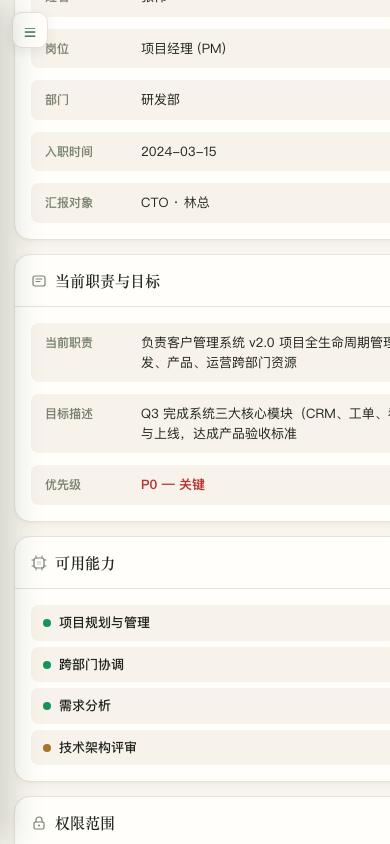 岗位
项目经理 (PM)
部门
研发部
入职时间
2024-03-15
汇报对象
CTO · 林总
当前职责与目标
当前职责
负责客户管理系统 v2.0 项目全生命周期管
发、产品、运营跨部门资源
目标描述
Q3 完成系统三大核心模块（CRM、工单、
与上线，达成产品验收标准
优先级
P0 — 关键
可用能力
项目规划与管理
跨部门协调
需求分析
技术架构评审
权限范围